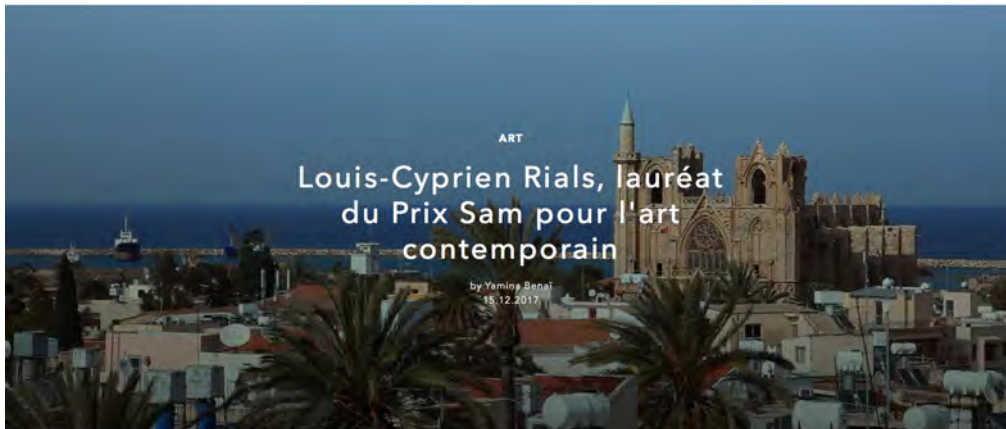 ART
Louis-Cyprien Rials, lauréat
du Prix Sam pour l'art
contemporain
by Yamina Benaï
15.12.2017